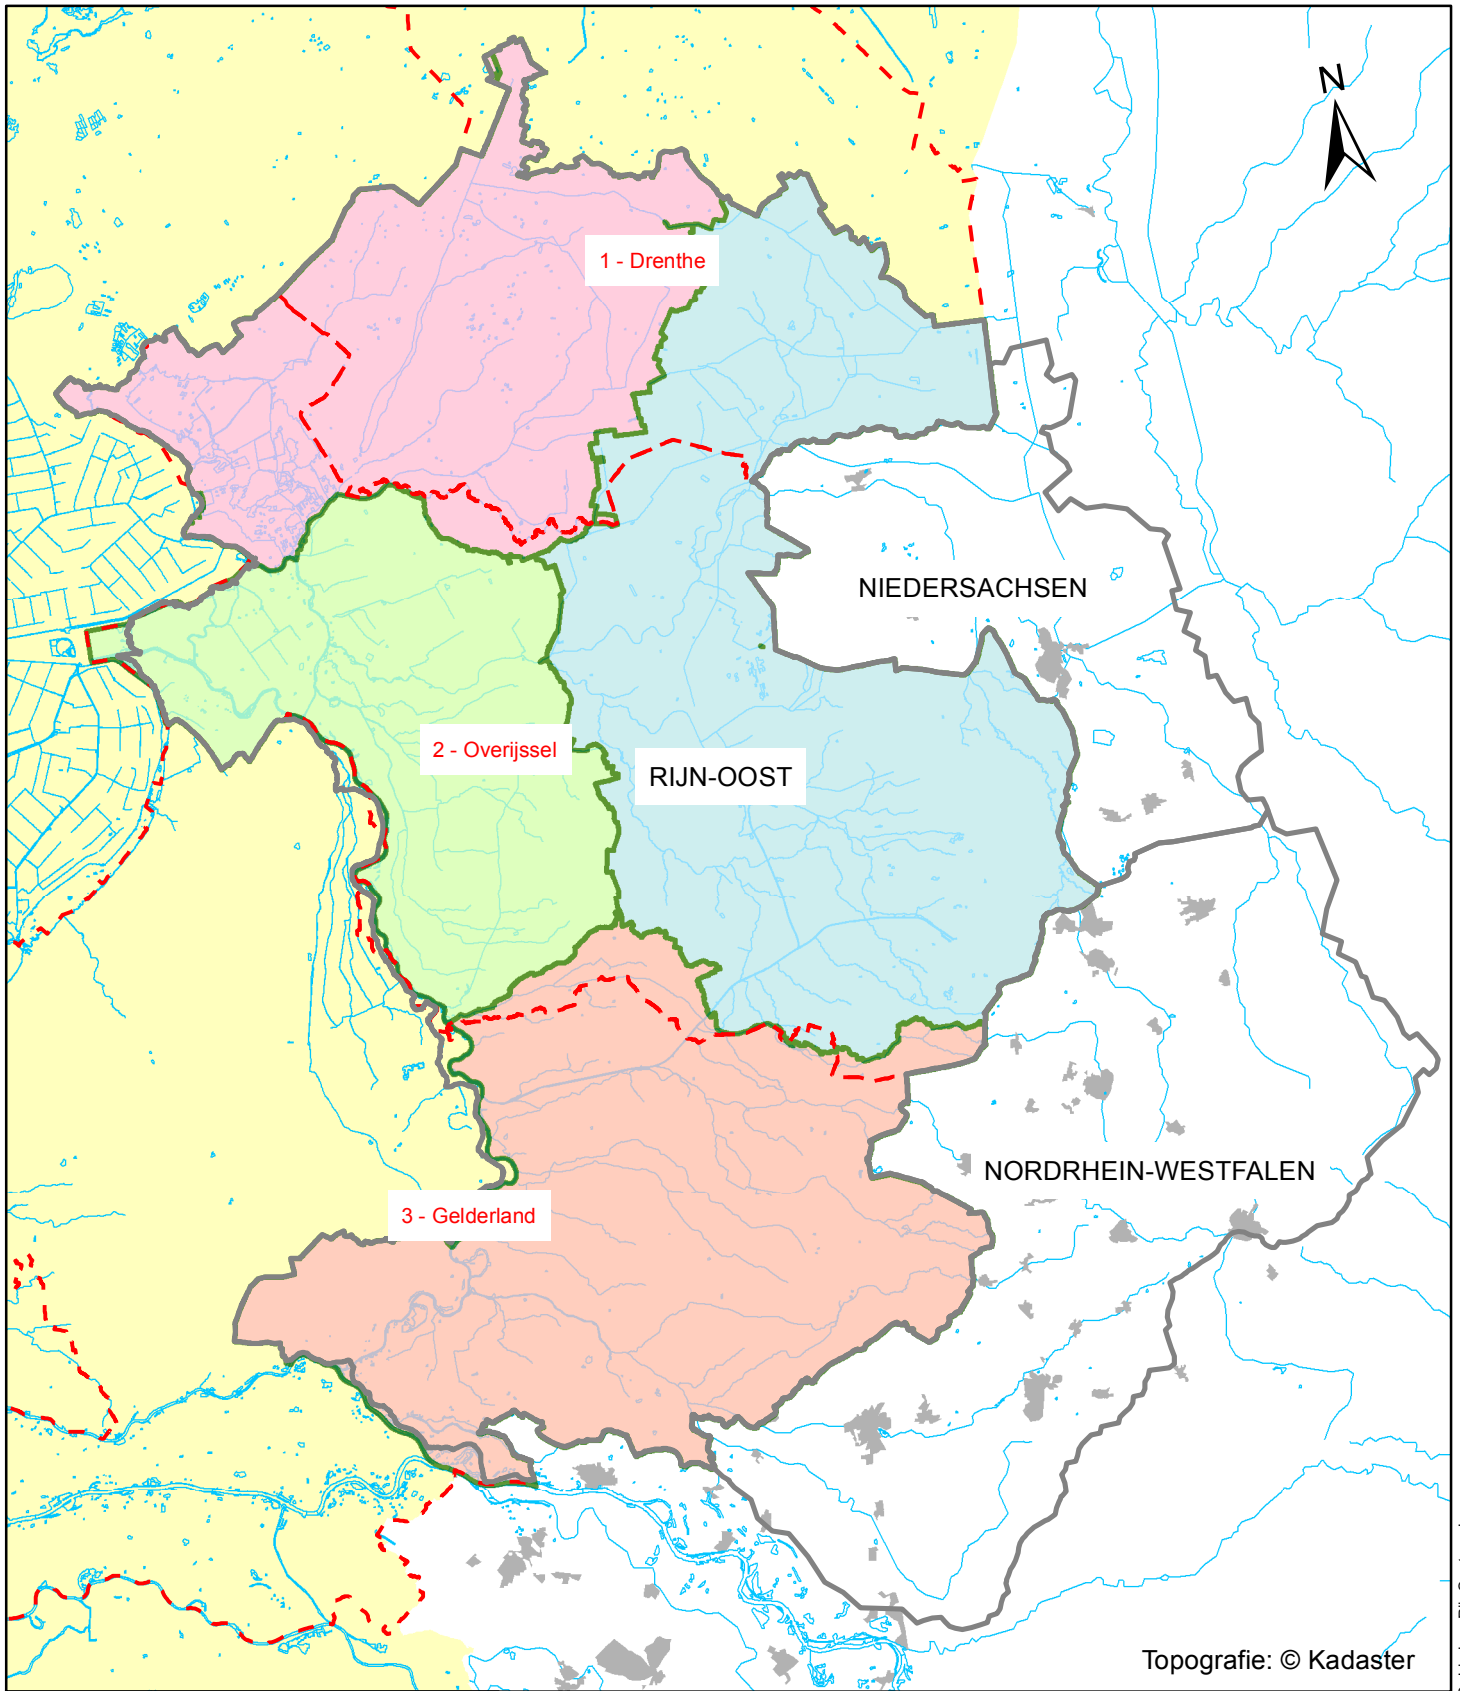 N
1 - Drenthe
NIEDERSACHSEN
2 - Overijssel
RIJN-OOST
NORDRHEIN-WESTFALEN
3 - Gelderland
Topografie: © Kadaster